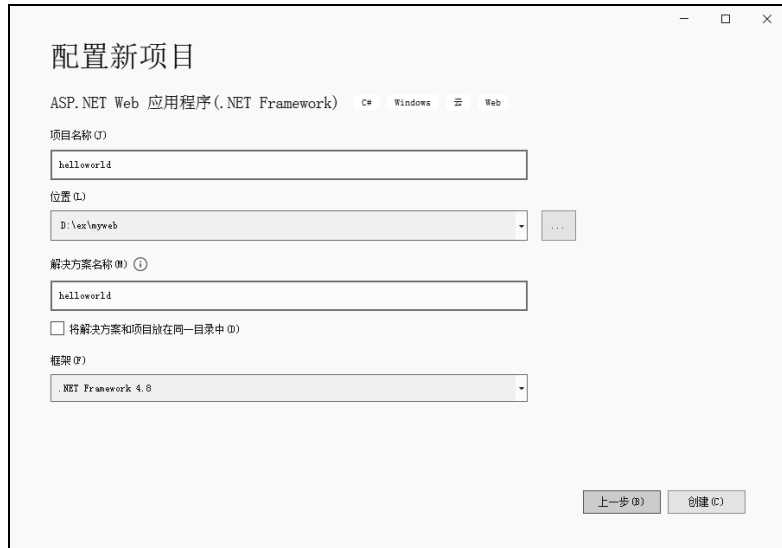 配置新项目
ASP.NET Web 应用程序(.NET Framework) C# Windows 云 Web
项目名称(J)
helloworld
位置(L)
D:\ex\myweb
...
解决方案名称(M)
helloworld
将解决方案和项目放在同一目录中(D)
框架(F)
.NET Framework 4.8
上一步(B) 创建(C)